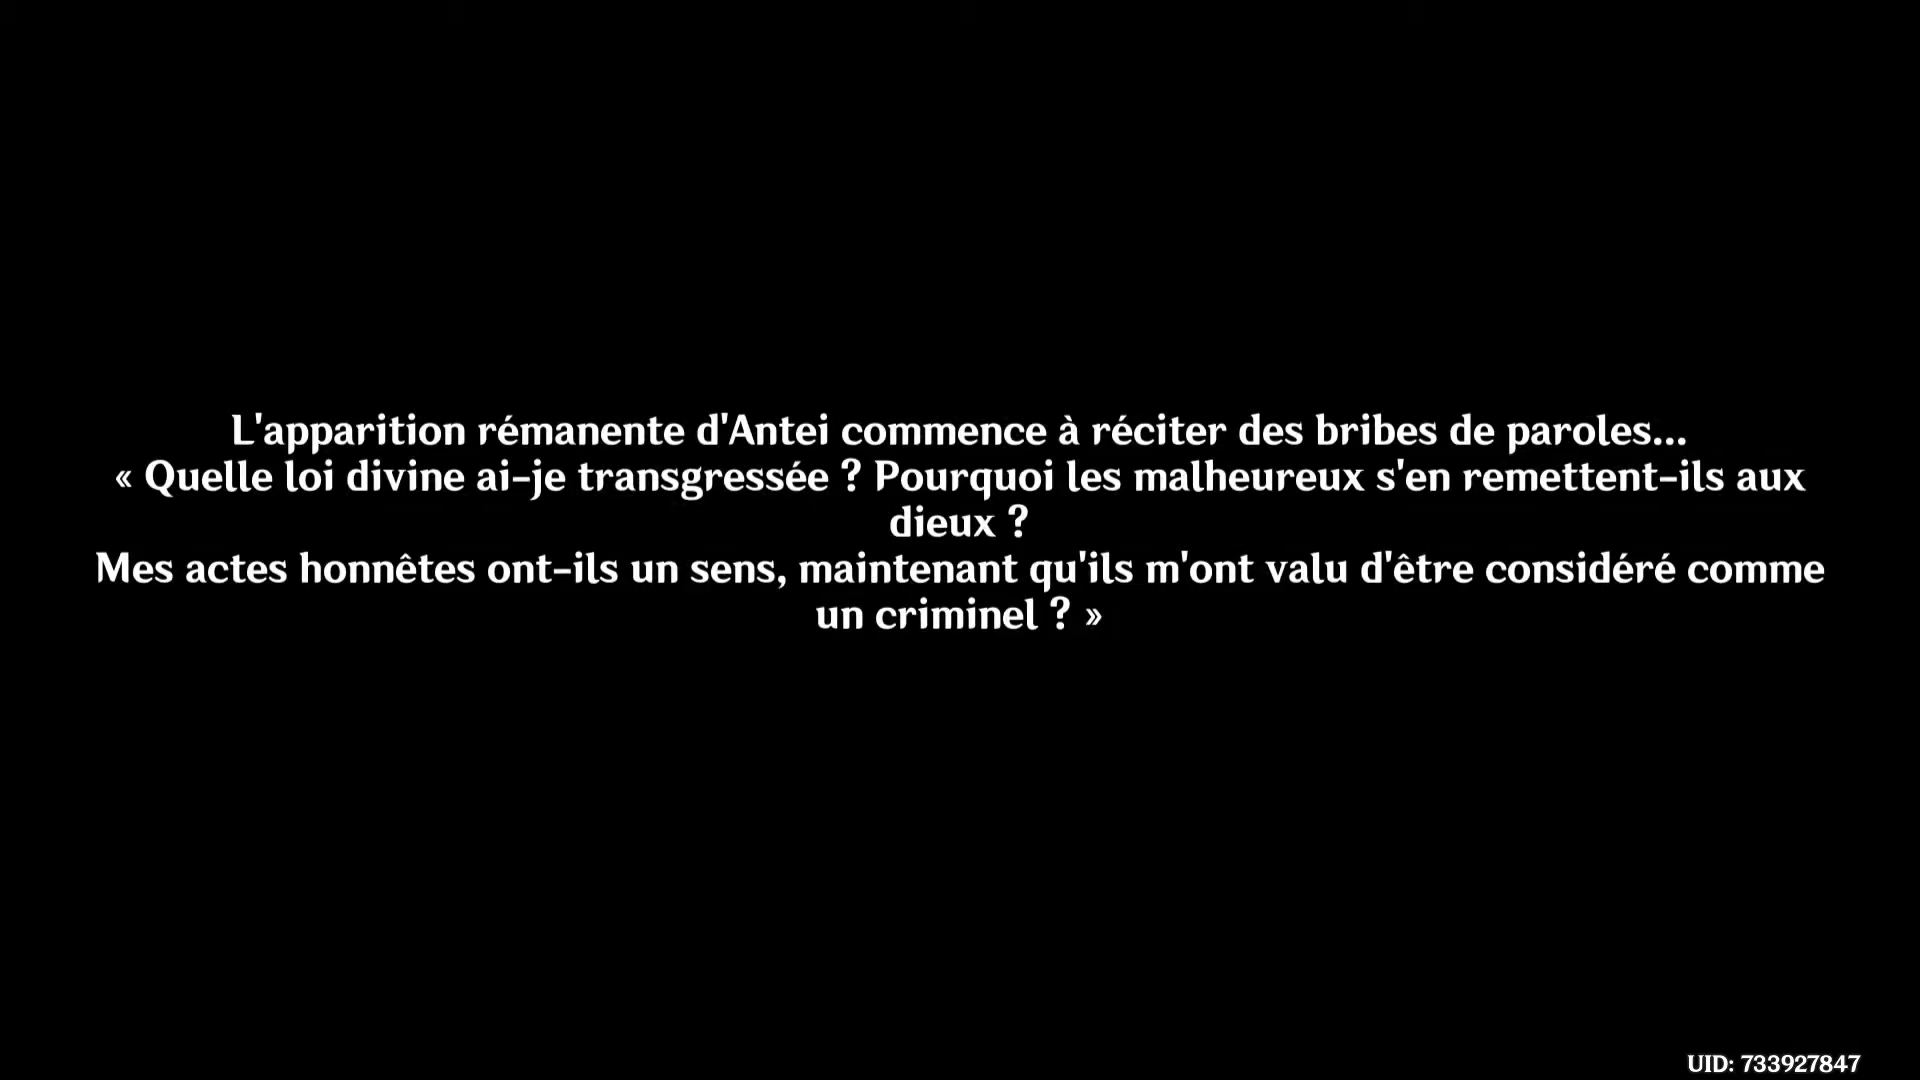 L'apparition rémanente d'Antei commence à réciter des bribes de paroles...
« Quelle loi divine ai-je transgressée ? Pourquoi les malheureux s'en remettent-ils aux
dieux ?
Mes actes honnêtes ont-ils un sens, maintenant qu'ils m'ont valu d'être considéré comme
un criminel ? »
UID: 733927847